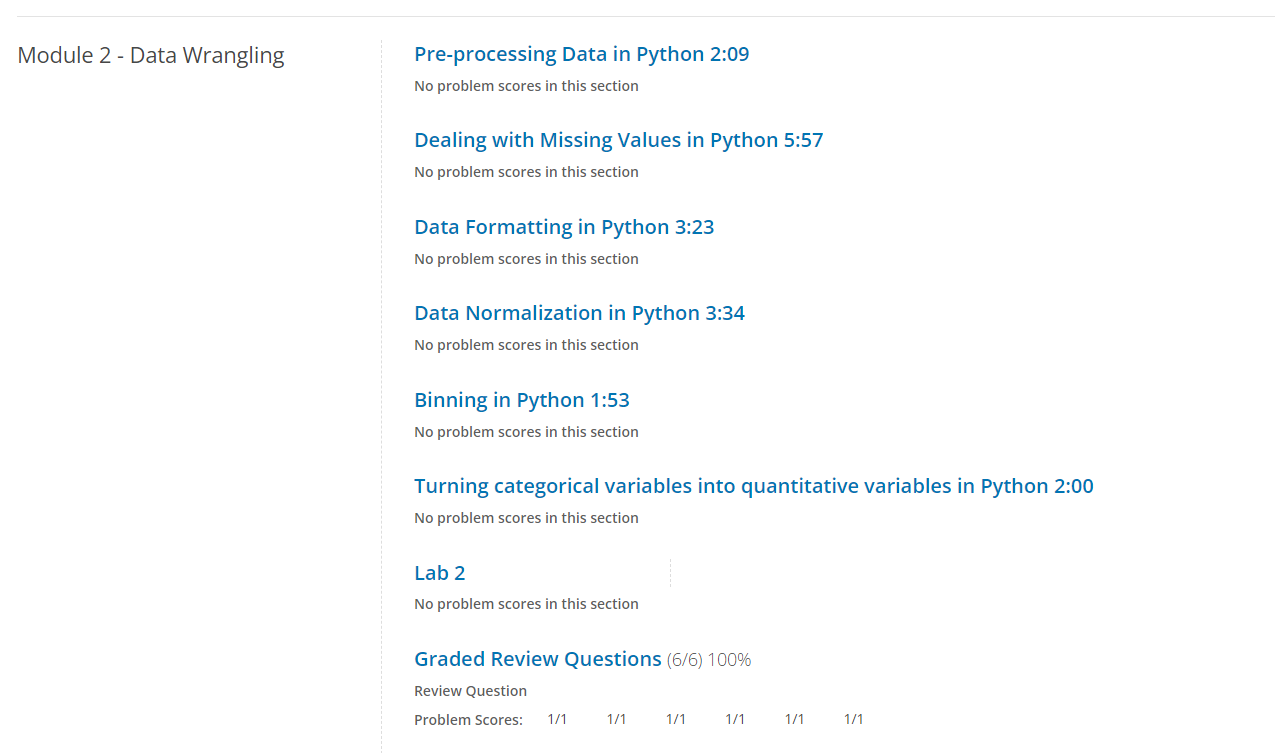 Module 2 - Data Wrangling
Pre-processing Data in Python 2:09
No problem scores in this section
Dealing with Missing Values in Python 5:57
No problem scores in this section
Data Formatting in Python 3:23
No problem scores in this section
Data Normalization in Python 3:34
No problem scores in this section
Binning in Python 1:53
No problem scores in this section
Turning categorical variables into quantitative variables in Python 2:00
No problem scores in this section
Lab 2
No problem scores in this section
Graded Review Questions (6/6) 100%
Review Question
Problem Scores: 1/1 1/1 1/1 1/1 1/1 1/1